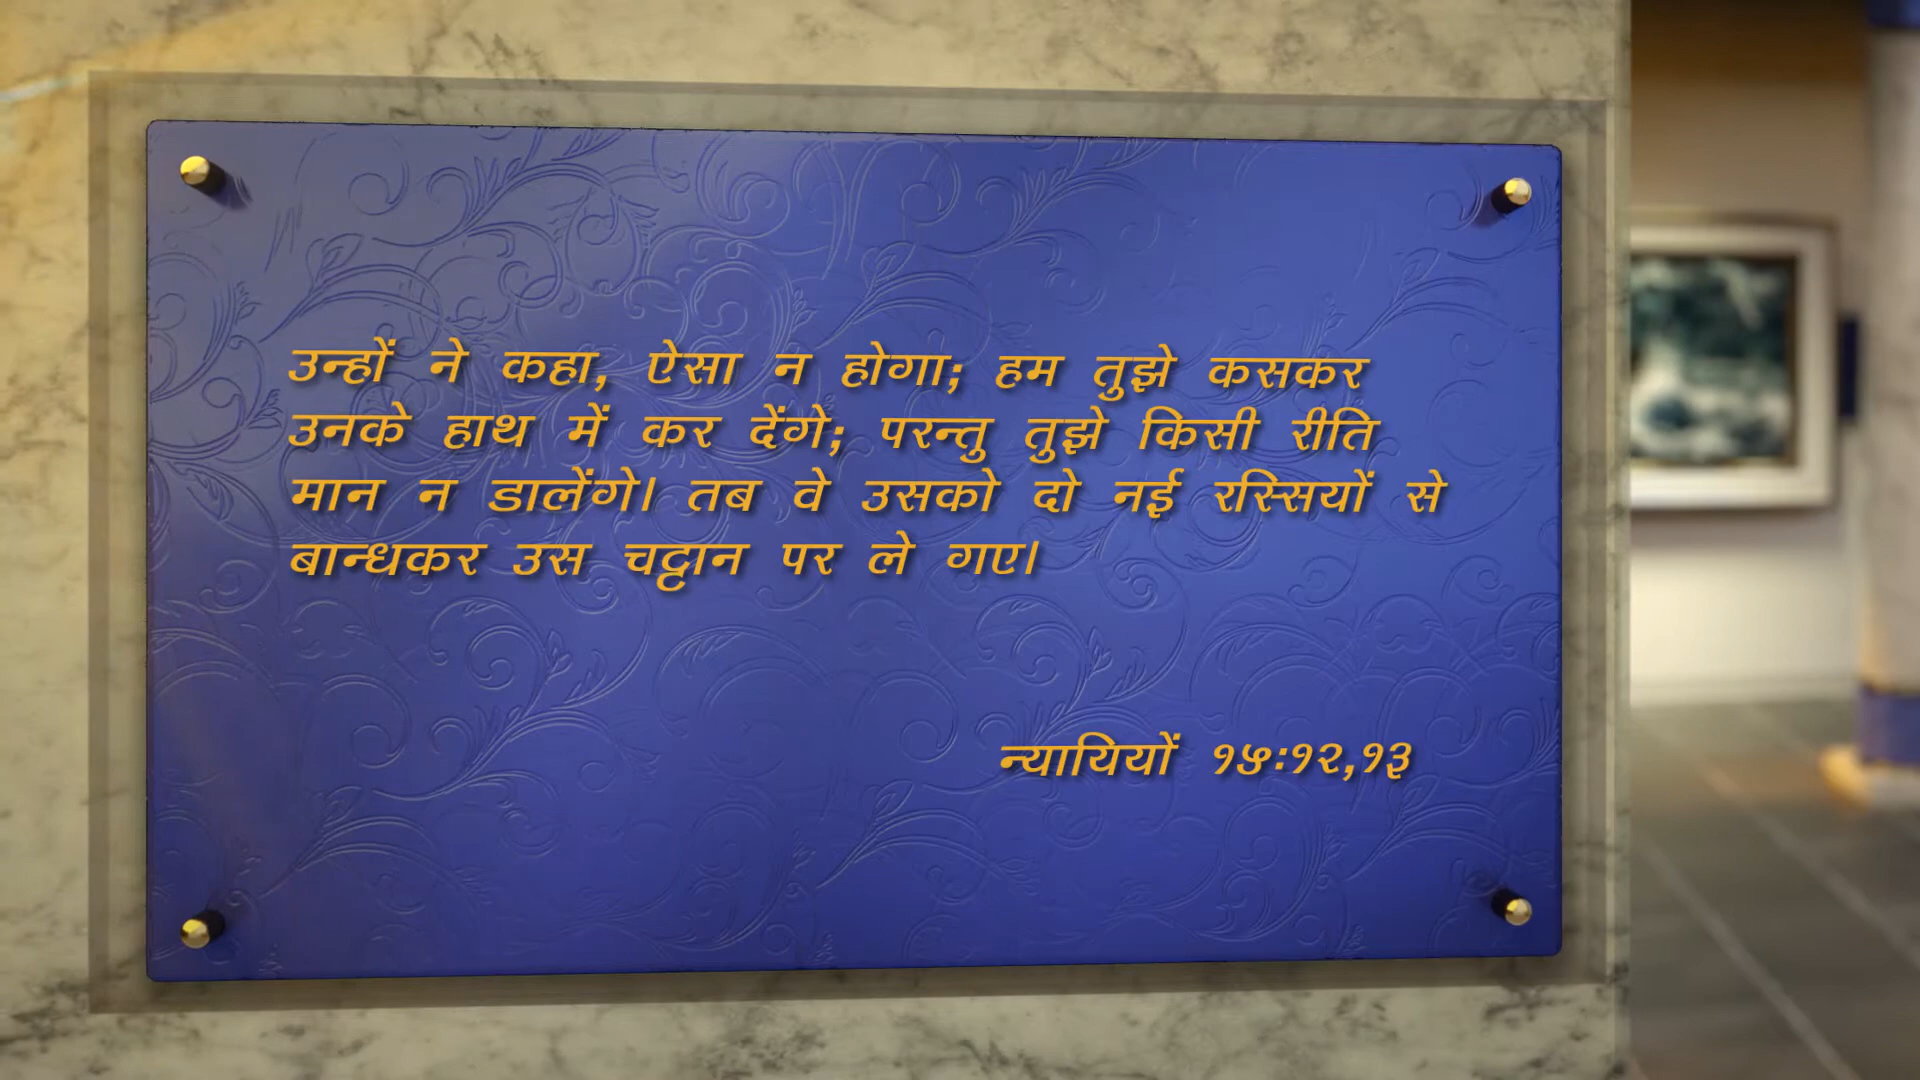 उन्हों ने कहा, ऐसा न होगा; हम तुझे कसकर
उनके हाथ में कर देंगे; परन्तु तुझे किसी रीति
मान न डालेंगे। तब वे उसको दो नई रस्सियों से
बान्धकर उस चट्टान पर ले गए।
न्यायियों १५:१२,१३